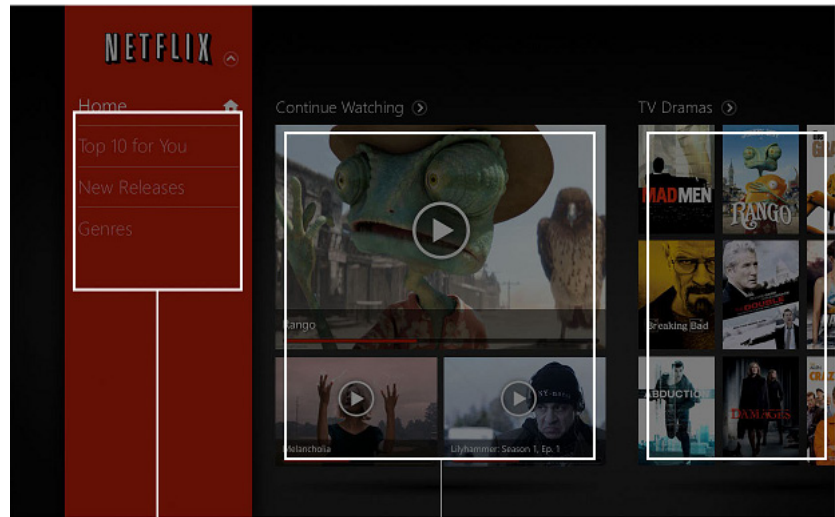 NETFLIX
Home
Top 10 for You
New Releases
Genres
Continue Watching
Rango
Melancholia
Lilyhammer: Season 1, Ep. 1
TV Dramas
MADMEN
RANGO
Breaking Bad
THE DOUBLE
ABDUCTION
DAMAGES